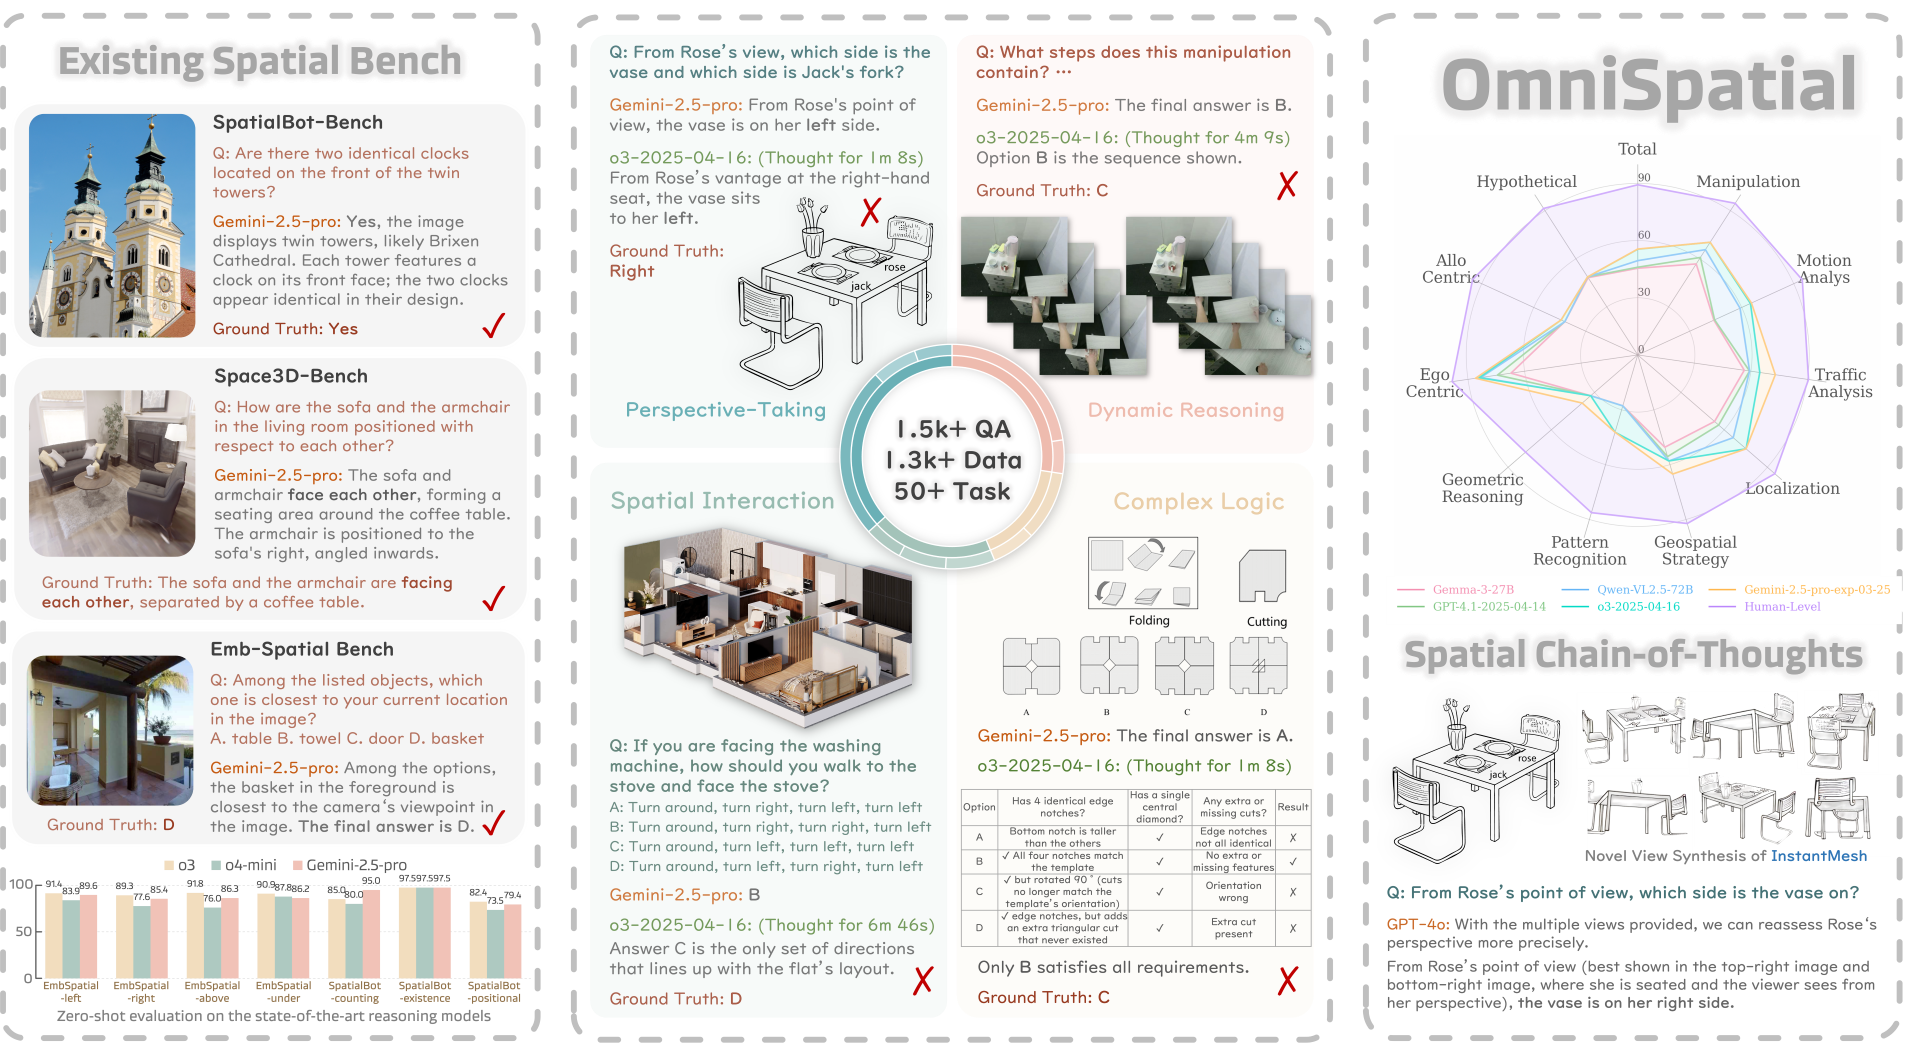 Existing Spatial Bench
SpatialBot-Bench
Q: Are there two identical clocks
located on the front of the twin
towers?
Gemini-2.5-pro: Yes, the image
displays twin towers, likely Brixen
Cathedral. Each tower features a
clock on its front face; the two clocks
appear identical in their design.
Ground Truth: Yes
Space3D-Bench
Q: How are the sofa and the armchair
in the living room positioned with
respect to each other?
Gemini-2.5-pro: The sofa and
armchair face each other, forming a
seating area around the coffee table.
The armchair is positioned to the
sofa's right, angled inwards.
Ground Truth: The sofa and the armchair are facing
each other, separated by a coffee table.
Emb-Spatial Bench
Q: Among the listed objects, which
one is closest to your current location
in the image?
A. table B. towel C. door D. basket
Gemini-2.5-pro: Among the options,
the basket in the foreground is
closest to the camera‘s viewpoint in
the image. The final answer is D.
Ground Truth: D
o3 o4-mini Gemini-2.5-pro
100
50
0
91.4 83.9 89.6
89.3 77.6 85.4
91.8 76.0 86.3
90.9 87.8 86.2
85.0 80.0 95.0
97.5 97.5 97.5
82.4 73.5 79.4
EmbSpatial
-left
EmbSpatial
-right
EmbSpatial
-above
EmbSpatial
-under
SpatialBot
-counting
SpatialBot
-existence
SpatialBot
-positional
Zero-shot evaluation on the state-of-the-art reasoning models
Q: From Rose’s view, which side is the
vase and which side is Jack's fork?
Gemini-2.5-pro: From Rose's point of
view, the vase is on her left side.
o3-2025-04-16: (Thought for 1m 8s)
From Rose’s vantage at the right-hand
seat, the vase sits
to her left.
Ground Truth:
Right
rose
jack
Perspective-Taking
Q: What steps does this manipulation
contain? ···
Gemini-2.5-pro: The final answer is B.
o3-2025-04-16: (Thought for 4m 9s)
Option B is the sequence shown.
Ground Truth: C
Dynamic Reasoning
1.5k+ QA
1.3k+ Data
50+ Task
Spatial Interaction
Q: If you are facing the washing
machine, how should you walk to the
stove and face the stove?
A: Turn around, turn right, turn left, turn left
B: Turn around, turn right, turn right, turn left
C: Turn around, turn left, turn left, turn left
D: Turn around, turn left, turn right, turn left
Gemini-2.5-pro: B
o3-2025-04-16: (Thought for 6m 46s)
Answer C is the only set of directions
that lines up with the flat’s layout.
Ground Truth: D
Complex Logic
Folding
Cutting
A B C D
Gemini-2.5-pro: The final answer is A.
o3-2025-04-16: (Thought for 1m 8s)
Option
Has 4 identical edge
notches?
Has a single
central
diamond?
Any extra or
missing cuts?
Result
A
Bottom notch is taller
than the others
✓
Edge notches
not all identical
✗
B
✓ All four notches match
the template
✓
No extra or
missing features
✓
C
✓ but rotated 90° (cuts
no longer match the
template's orientation)
✓
Orientation
wrong
✗
D
✓ edge notches, but adds
an extra triangular cut
that never existed
✓
Extra cut
present
✗
Only B satisfies all requirements.
Ground Truth: C
OmniSpatial
Total
Manipulation
Motion
Analys
Traffic
Analysis
Localization
Geospatial
Strategy
Pattern
Recognition
Geometric
Reasoning
Ego
Centric
Allo
Centric
Hypothetical
90
60
30
0
Gemma-3-27B
Qwen-VL2.5-72B
Gemini-2.5-pro-exp-03-25
GPT-4.1-2025-04-14
o3-2025-04-16
Human-Level
Spatial Chain-of-Thoughts
rose
jack
Novel View Synthesis of InstantMesh
Q: From Rose’s point of view, which side is the vase on?
GPT-4o: With the multiple views provided, we can reassess Rose‘s
perspective more precisely.
From Rose’s point of view (best shown in the top-right image and
bottom-right image, where she is seated and the viewer sees from
her perspective), the vase is on her right side.